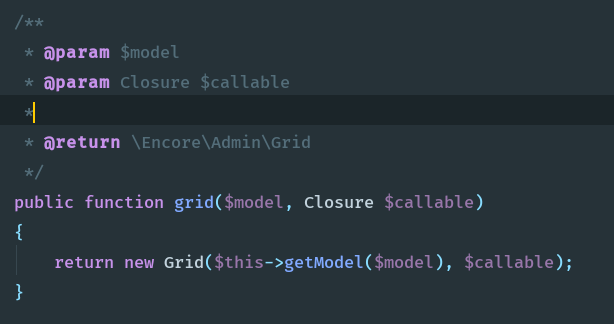 /**
 * @param $model
 * @param Closure $callable
 *
 * @return \Encore\Admin\Grid
 */
public function grid($model, Closure $callable)
{
    return new Grid($this->getModel($model), $callable);
}